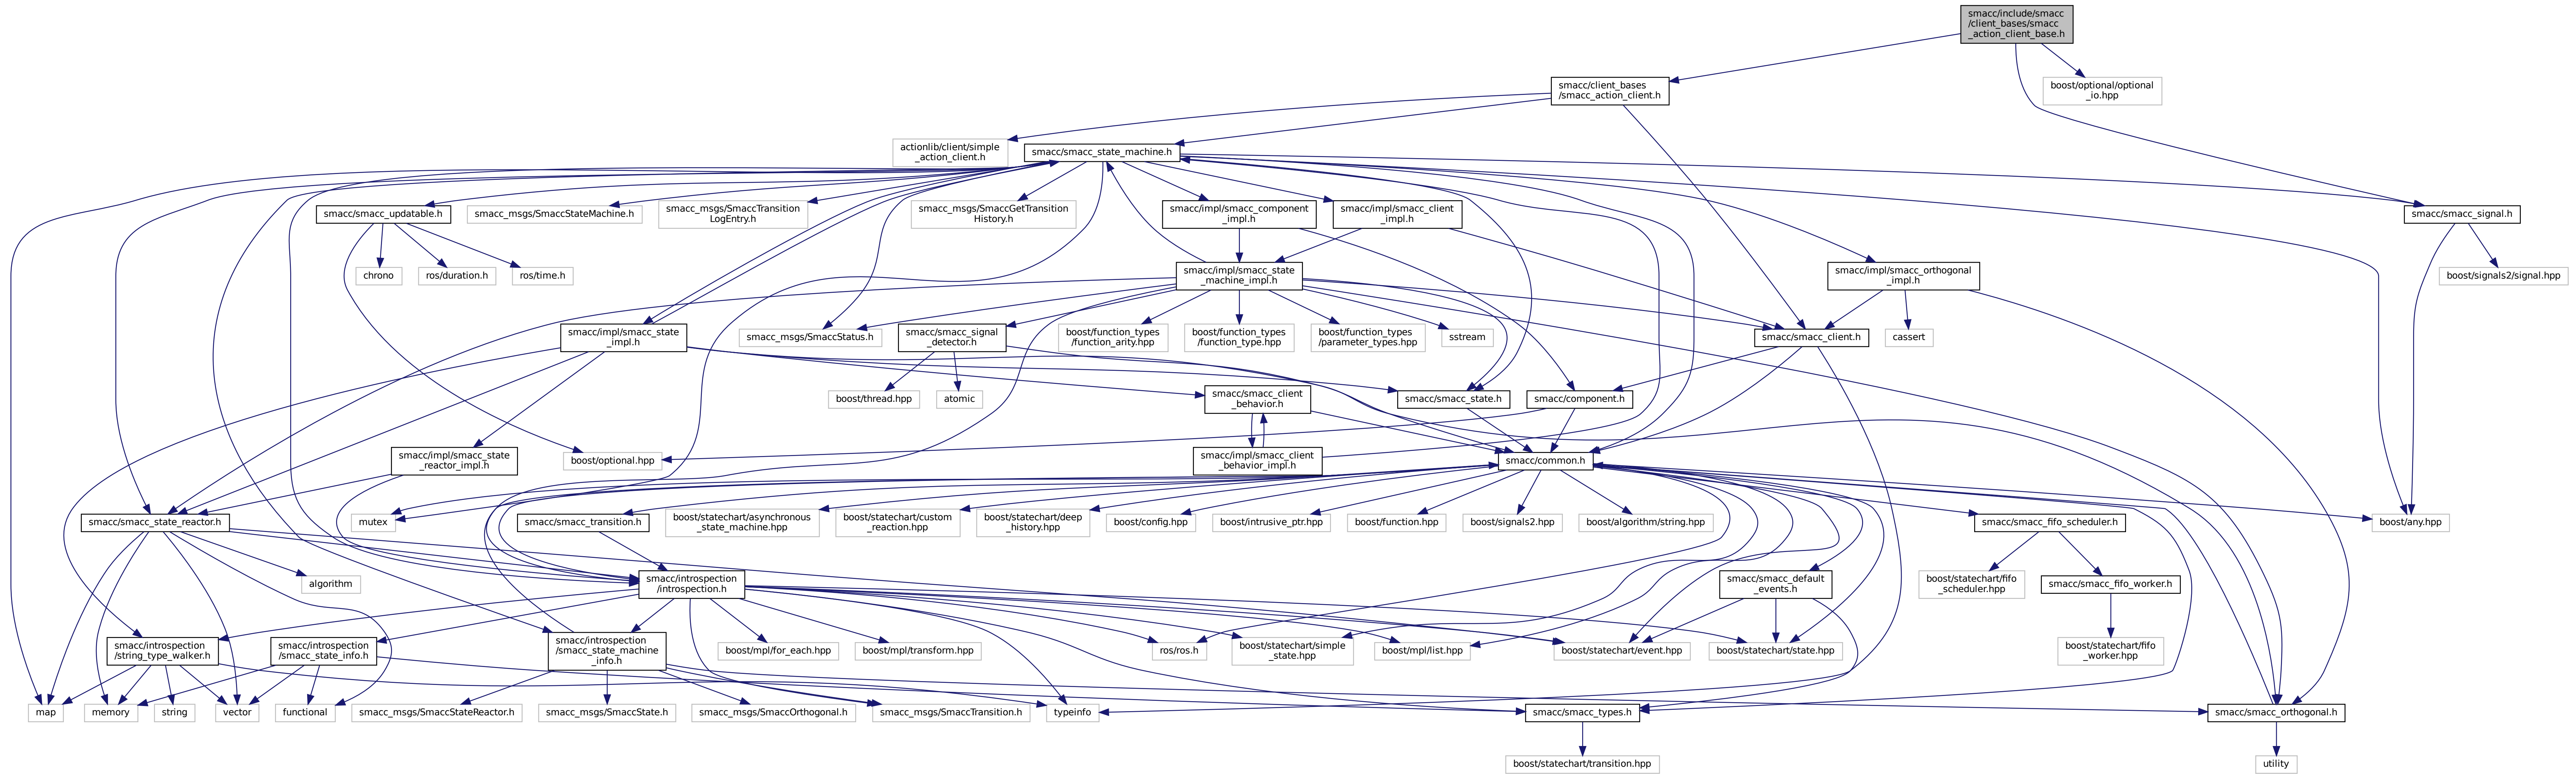 smacc/include/smacc
/client_bases/smacc
_action_client_base.h
smacc/client_bases
/smacc_action_client.h
boost/optional/optional
_io.hpp
actionlib/client/simple
_action_client.h
smacc/smacc_state_machine.h
smacc/smacc_updatable.h
smacc_msgs/SmaccStateMachine.h
smacc_msgs/SmaccTransition
LogEntry.h
smacc_msgs/SmaccGetTransition
History.h
smacc/impl/smacc_component
_impl.h
smacc/impl/smacc_client
_impl.h
smacc/smacc_signal.h
chrono
ros/duration.h
ros/time.h
smacc/impl/smacc_state
_machine_impl.h
smacc/impl/smacc_orthogonal
_impl.h
boost/signals2/signal.hpp
smacc/impl/smacc_state
_impl.h
smacc_msgs/SmaccStatus.h
smacc/smacc_signal
_detector.h
boost/function_types
/function_arity.hpp
boost/function_types
/function_type.hpp
boost/function_types
/parameter_types.hpp
sstream
smacc/smacc_client.h
cassert
boost/thread.hpp
atomic
smacc/smacc_client
_behavior.h
smacc/smacc_state.h
smacc/component.h
smacc/impl/smacc_state
_reactor_impl.h
boost/optional.hpp
smacc/impl/smacc_client
_behavior_impl.h
smacc/common.h
smacc/smacc_state_reactor.h
mutex
smacc/smacc_transition.h
boost/statechart/asynchronous
_state_machine.hpp
boost/statechart/custom
_reaction.hpp
boost/statechart/deep
_history.hpp
boost/config.hpp
boost/intrusive_ptr.hpp
boost/function.hpp
boost/signals2.hpp
boost/algorithm/string.hpp
smacc/smacc_fifo_scheduler.h
boost/any.hpp
algorithm
smacc/introspection
/introspection.h
smacc/smacc_default
_events.h
boost/statechart/fifo
_scheduler.hpp
smacc/smacc_fifo_worker.h
smacc/introspection
/string_type_walker.h
smacc/introspection
/smacc_state_info.h
smacc/introspection
/smacc_state_machine
_info.h
boost/mpl/for_each.hpp
boost/mpl/transform.hpp
ros/ros.h
boost/statechart/simple
_state.hpp
boost/mpl/list.hpp
boost/statechart/event.hpp
boost/statechart/state.hpp
boost/statechart/fifo
_worker.hpp
map
memory
string
vector
functional
smacc_msgs/SmaccStateReactor.h
smacc_msgs/SmaccState.h
smacc_msgs/SmaccOrthogonal.h
smacc_msgs/SmaccTransition.h
typeinfo
smacc/smacc_types.h
smacc/smacc_orthogonal.h
boost/statechart/transition.hpp
utility